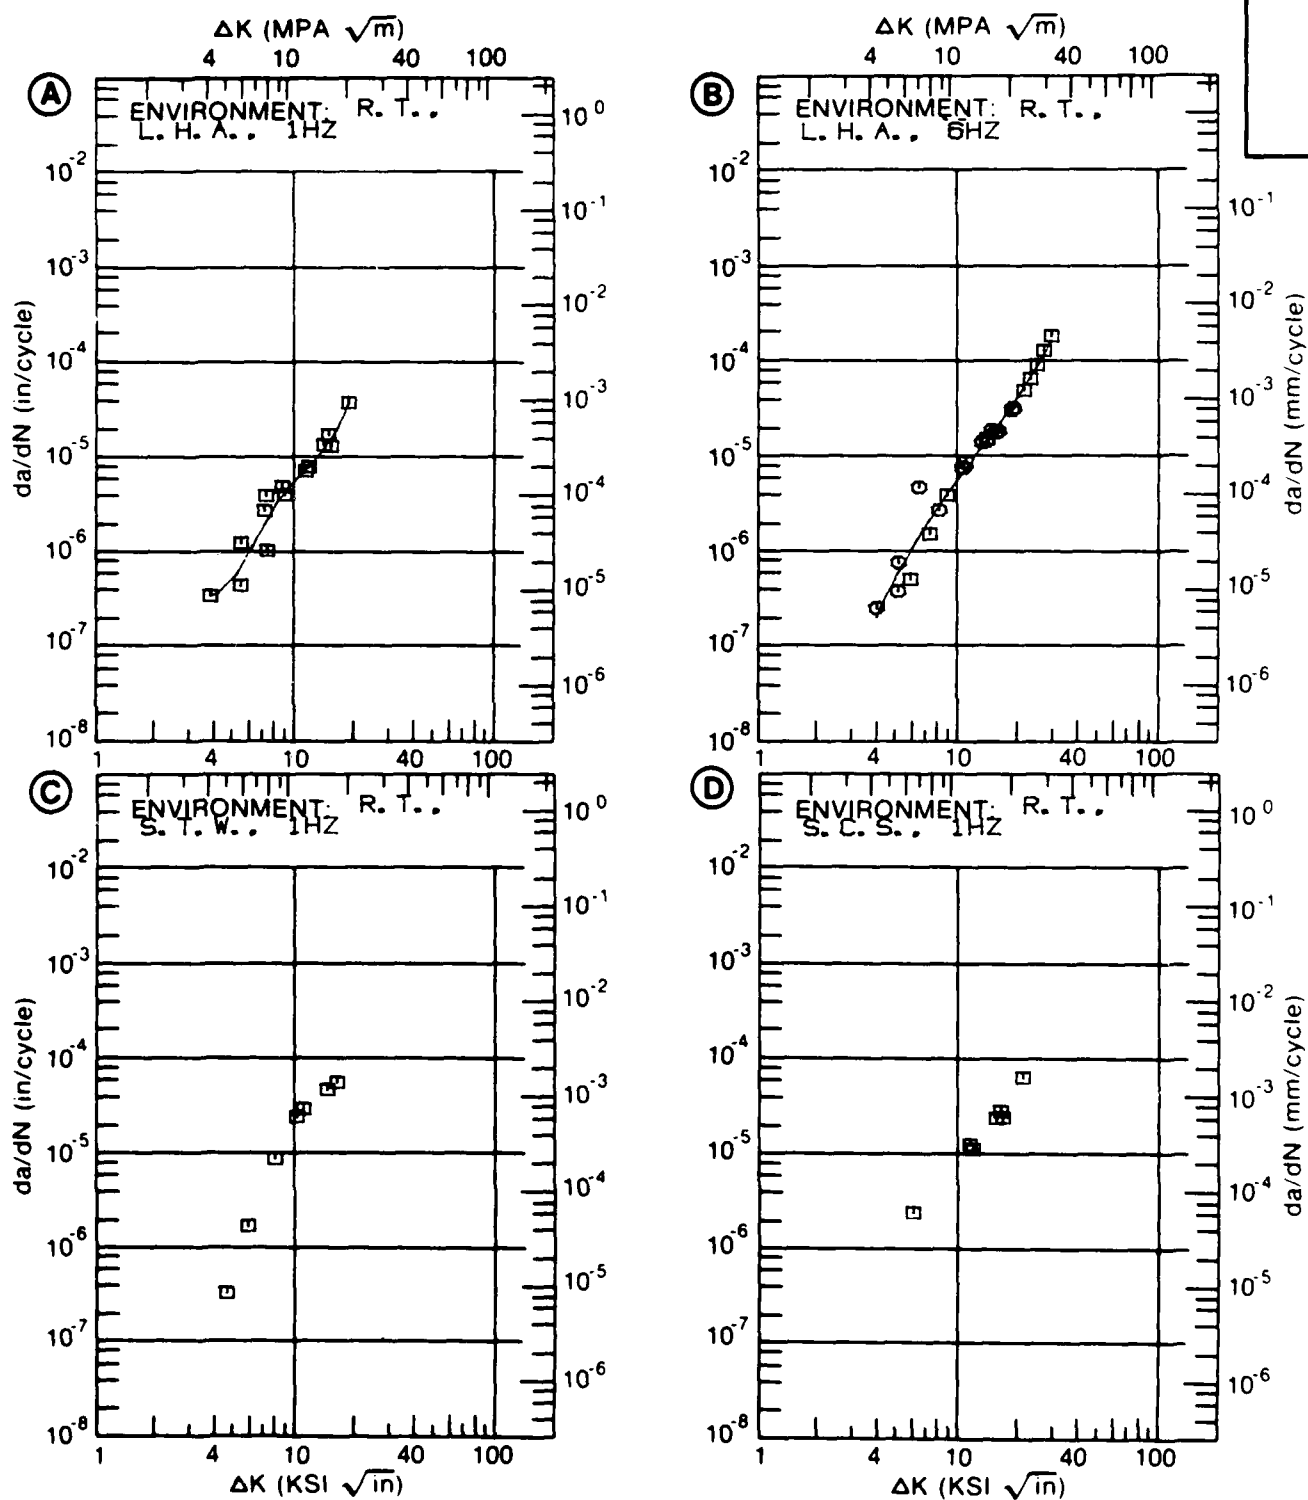 ΔK (MPA √m)
4 10 40 100
A
ENVIRONMENT: R. T.,
L. H. A., 1HZ
10^-2
10^-3
10^-4
10^-5
10^-6
10^-7
10^-8
da/dN (in/cycle)
10^0
10^-1
10^-2
10^-3
10^-4
10^-5
10^-6
1 4 10 40 100
ΔK (MPA √m)
4 10 40 100
B
ENVIRONMENT: R. T.,
L. H. A., 6HZ
10^-2
10^-3
10^-4
10^-5
10^-6
10^-7
10^-8
10^-1
10^-2
10^-3
10^-4
10^-5
10^-6
da/dN (mm/cycle)
1 4 10 40 100
C
ENVIRONMENT: R. T.,
S. T. W., 1HZ
10^-2
10^-3
10^-4
10^-5
10^-6
10^-7
10^-8
da/dN (in/cycle)
10^0
10^-1
10^-2
10^-3
10^-4
10^-5
10^-6
1 4 10 40 100
ΔK (KSI √in)
D
ENVIRONMENT: R. T.,
S. C. S., 1HZ
10^-2
10^-3
10^-4
10^-5
10^-6
10^-7
10^-8
10^0
10^-1
10^-2
10^-3
10^-4
10^-5
10^-6
da/dN (mm/cycle)
1 4 10 40 100
ΔK (KSI √in)